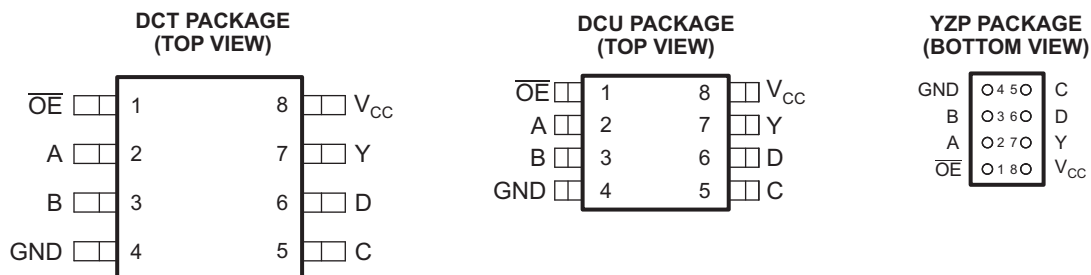 DCT PACKAGE
(TOP VIEW)
OE 1 8 VCC
A 2 7 Y
B 3 6 D
GND 4 5 C
DCU PACKAGE
(TOP VIEW)
OE 1 8 VCC
A 2 7 Y
B 3 6 D
GND 4 5 C
YZP PACKAGE
(BOTTOM VIEW)
GND 4 5 C
B 3 6 D
A 2 7 Y
OE 1 8 VCC